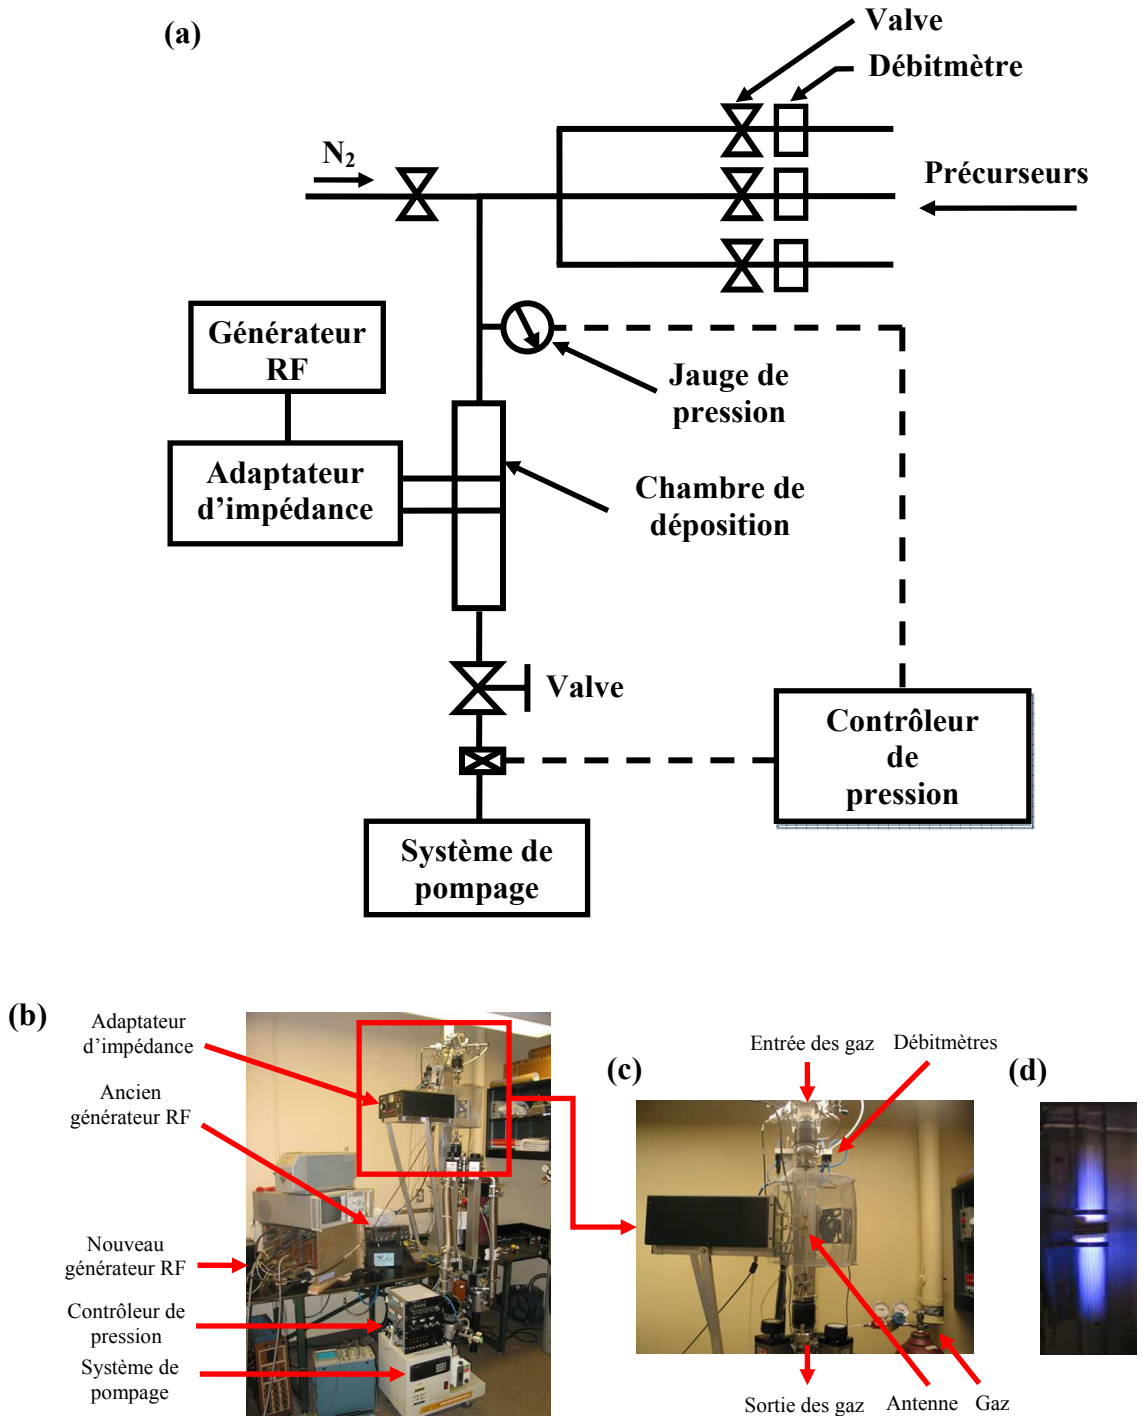 (a)
Valve
Débitmètre
N₂
Précurseurs
Générateur
RF
Jauge de
pression
Adaptateur
d’impédance
Chambre de
déposition
Valve
Contrôleur
de
pression
Système de
pompage
(b)
Adaptateur
d’impédance
Ancien
générateur RF
Nouveau
générateur RF
Contrôleur de
pression
Système de
pompage
(c)
Entrée des gaz
Débitmètres
(d)
Sortie des gaz
Antenne
Gaz